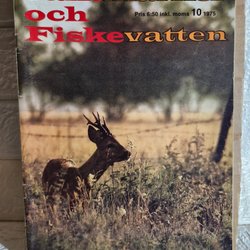 och
Pris 6:50 inkl. moms 10 1975
Fiskevatten